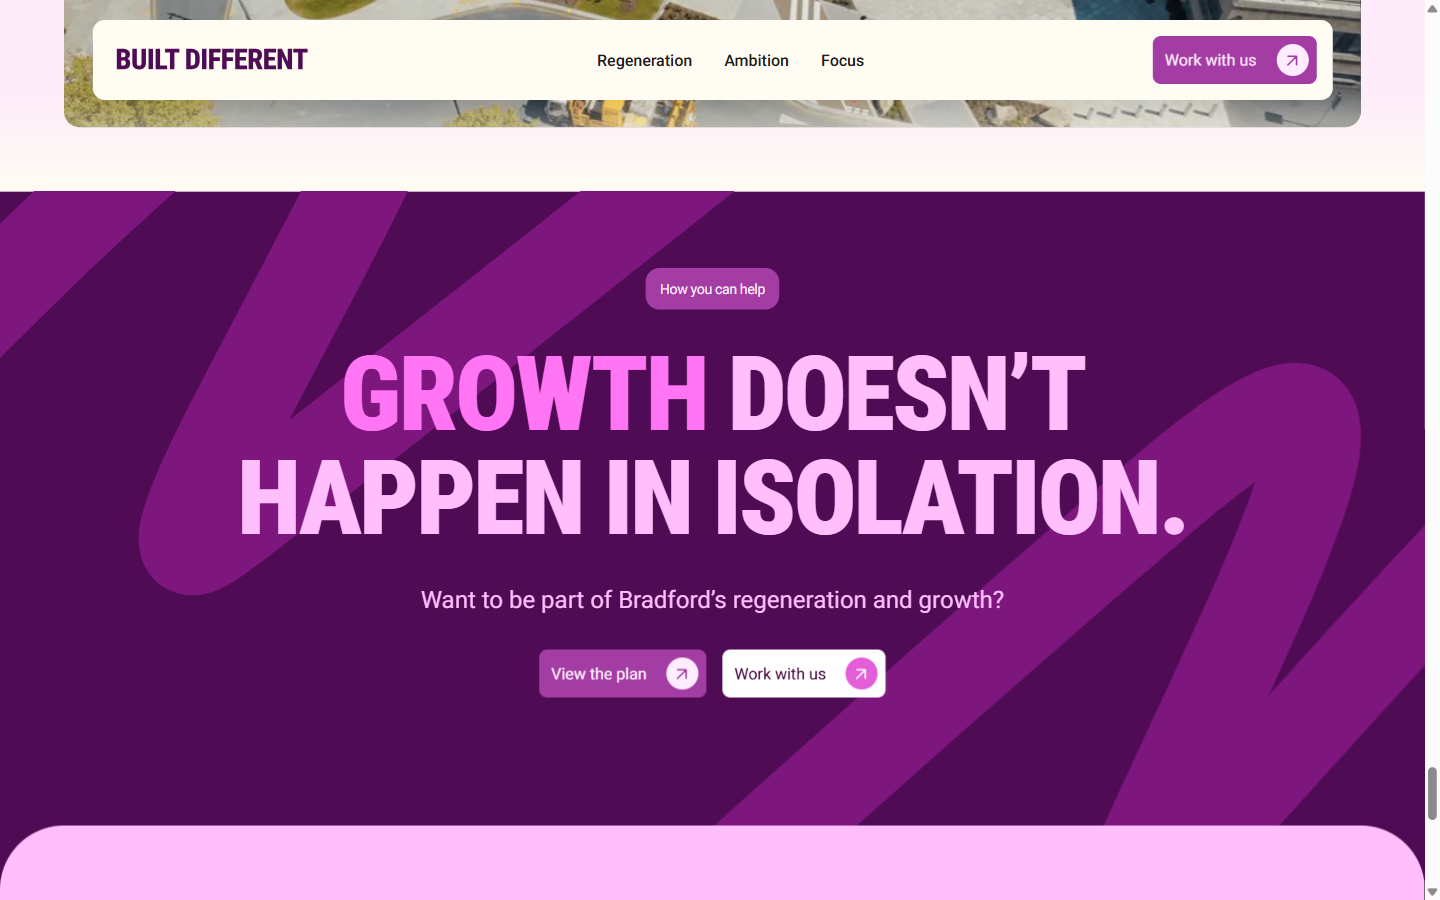 BUILT DIFFERENT
Regeneration
Ambition
Focus
Work with us
How you can help
GROWTH DOESN’T
HAPPEN IN ISOLATION.
Want to be part of Bradford’s regeneration and growth?
View the plan
Work with us